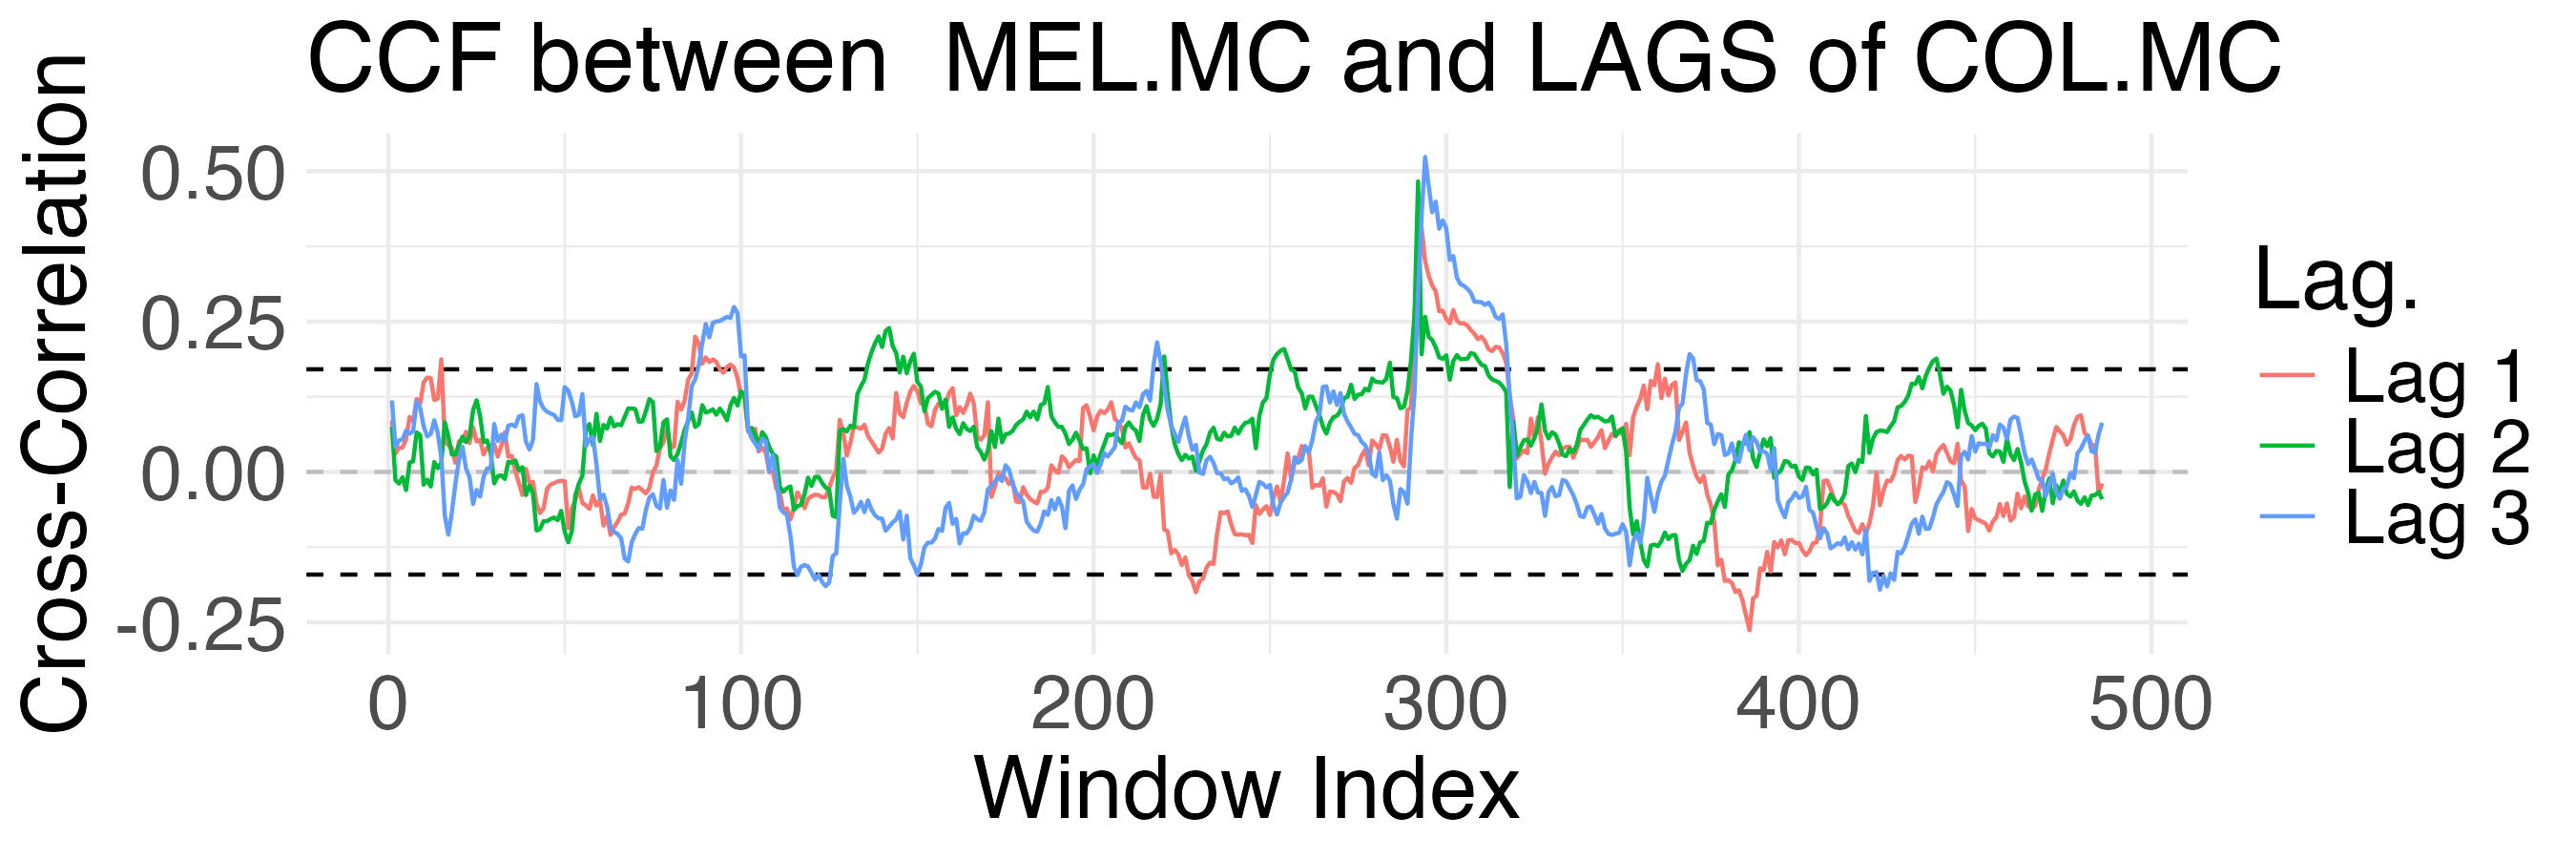 CCF between  MEL.MC and LAGS of COL.MC
Cross-Correlation
0.50
0.25
0.00
-0.25
0 100 200 300 400 500
Window Index
Lag.
Lag 1
Lag 2
Lag 3